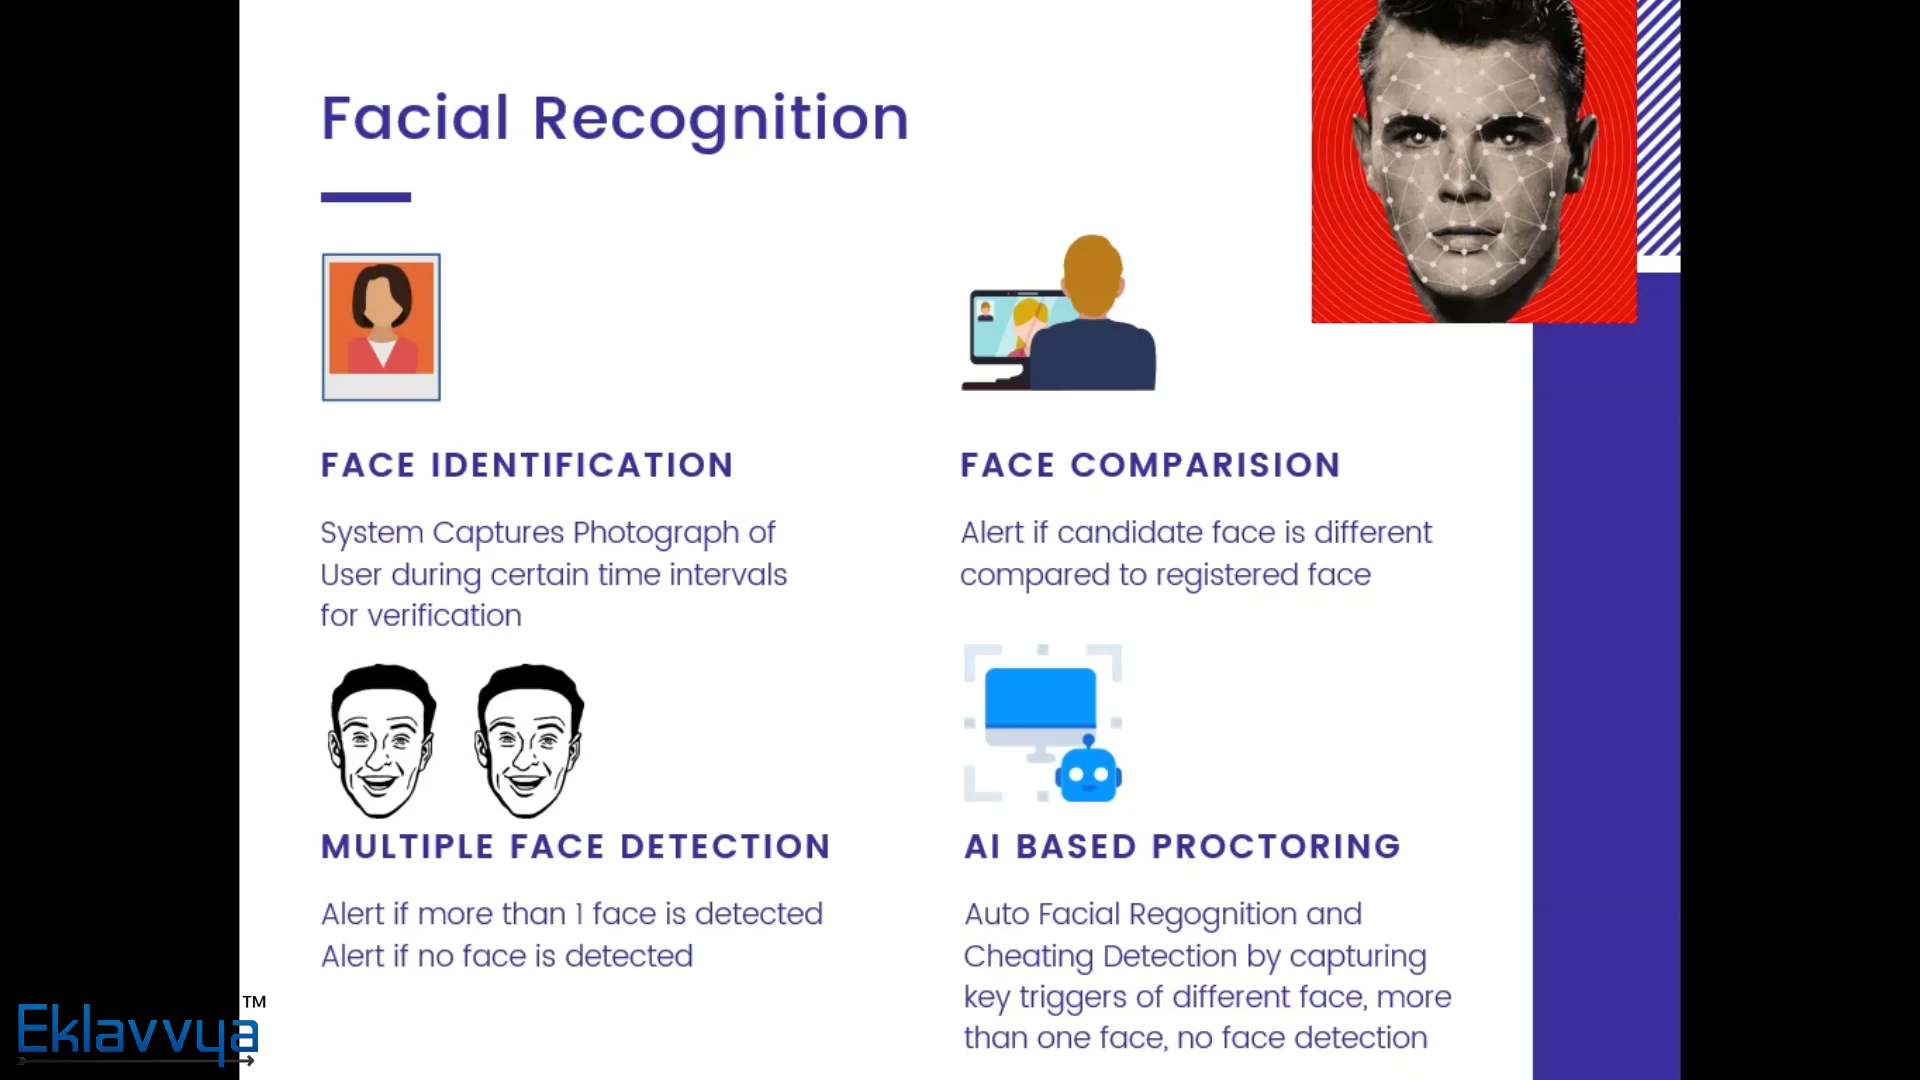 Facial Recognition
FACE IDENTIFICATION
System Captures Photograph of
User during certain time intervals
for verification
FACE COMPARISION
Alert if candidate face is different
compared to registered face
MULTIPLE FACE DETECTION
Alert if more than 1 face is detected
Alert if no face is detected
AI BASED PROCTORING
Auto Facial Regognition and
Cheating Detection by capturing
key triggers of different face, more
than one face, no face detection
Eklavvya™